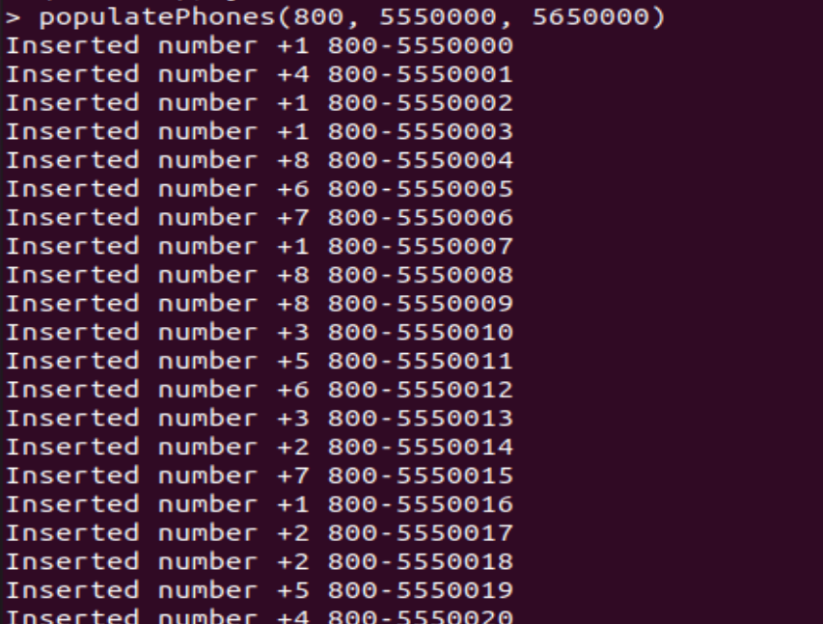 > populatePhones(800, 5550000, 5650000)
Inserted number +1 800-5550000
Inserted number +4 800-5550001
Inserted number +1 800-5550002
Inserted number +1 800-5550003
Inserted number +8 800-5550004
Inserted number +6 800-5550005
Inserted number +7 800-5550006
Inserted number +1 800-5550007
Inserted number +8 800-5550008
Inserted number +8 800-5550009
Inserted number +3 800-5550010
Inserted number +5 800-5550011
Inserted number +6 800-5550012
Inserted number +3 800-5550013
Inserted number +2 800-5550014
Inserted number +7 800-5550015
Inserted number +1 800-5550016
Inserted number +2 800-5550017
Inserted number +2 800-5550018
Inserted number +5 800-5550019
Inserted number +4 800-5550020